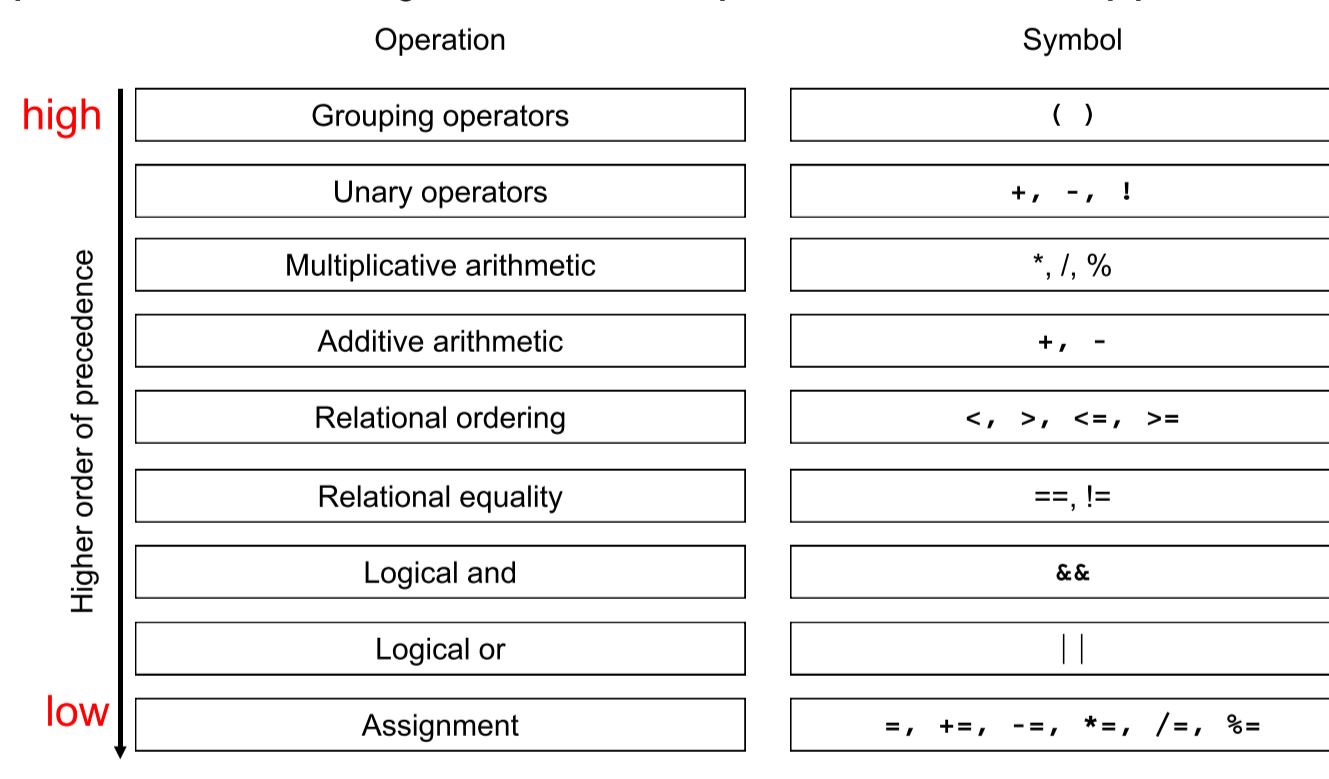 Operation Symbol
high Grouping operators ( )
Unary operators +, -, !
Multiplicative arithmetic *, /, %
Additive arithmetic +, -
Relational ordering <, >, <=, >=
Relational equality ==, !=
Logical and &&
Logical or ||
low Assignment =, +=, -=, *=, /=, %=
Higher order of precedence